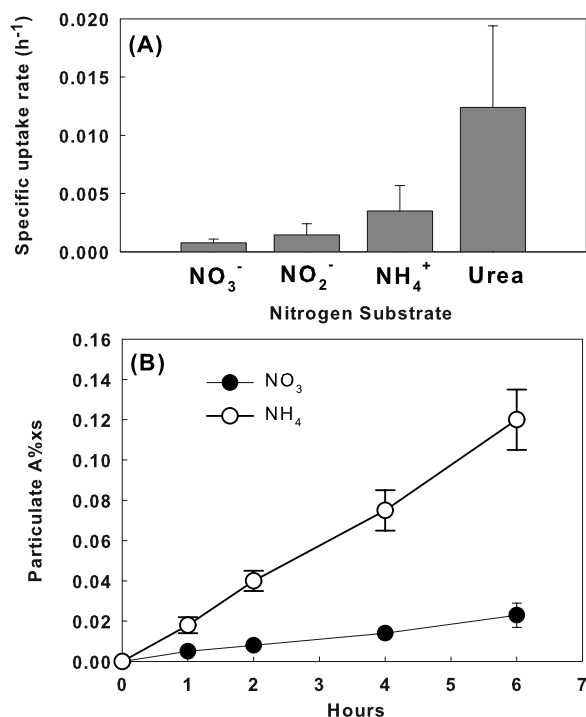 (A)
Specific uptake rate (h⁻¹)
0.020
0.015
0.010
0.005
0.000
NO₃⁻ NO₂⁻ NH₄⁺ Urea
Nitrogen Substrate
(B)
NO₃
NH₄
Particulate A%xs
0.16
0.14
0.12
0.10
0.08
0.06
0.04
0.02
0.00
0 1 2 3 4 5 6 7
Hours